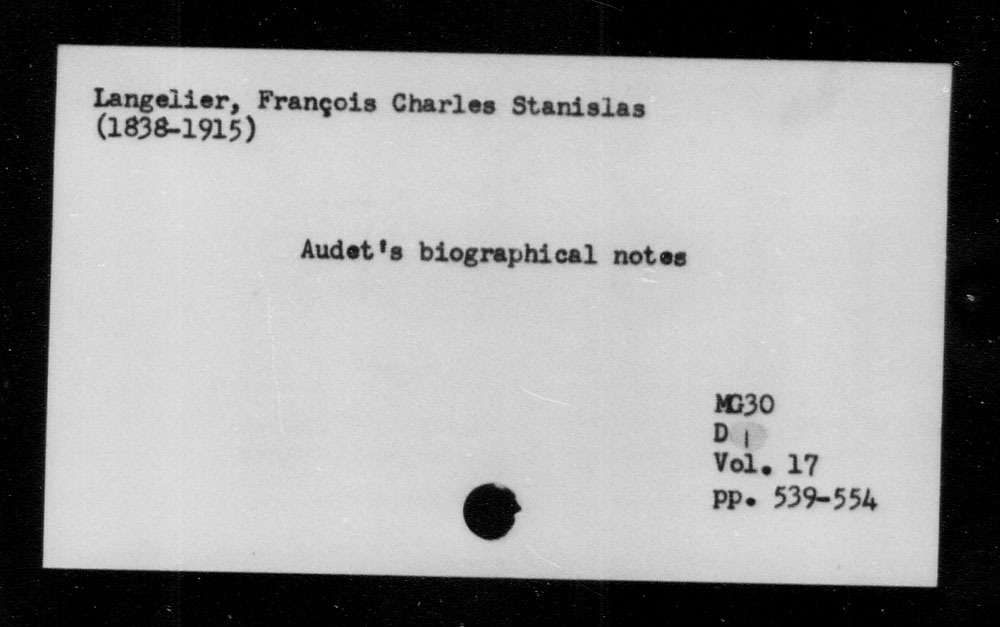 Langelier, François Charles Stanislas
(1838-1915)
Audet's biographical notes
MG30
D 1
Vol. 17
pp. 539-554